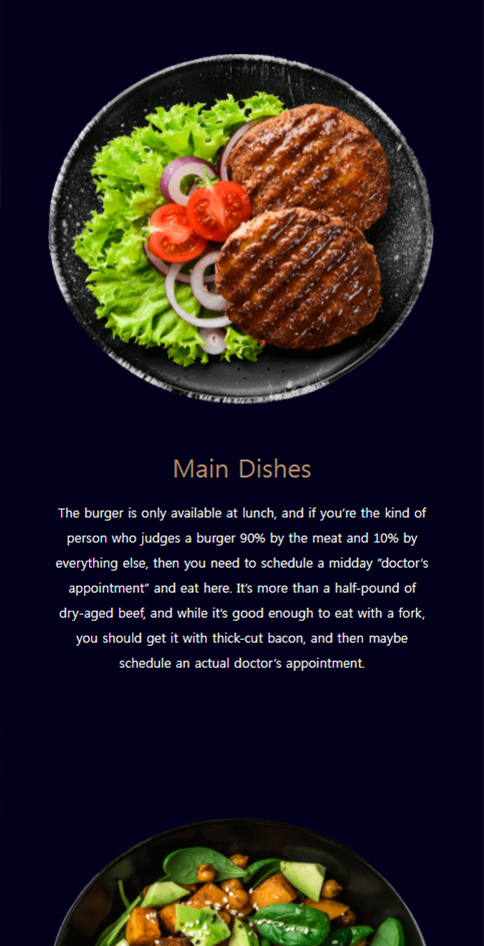 Main Dishes
The burger is only available at lunch, and if you're the kind of
person who judges a burger 90% by the meat and 10% by
everything else, then you need to schedule a midday "doctor's
appointment" and eat here. It's more than a half-pound of
dry-aged beef, and while it's good enough to eat with a fork,
you should get it with thick-cut bacon, and then maybe
schedule an actual doctor's appointment.